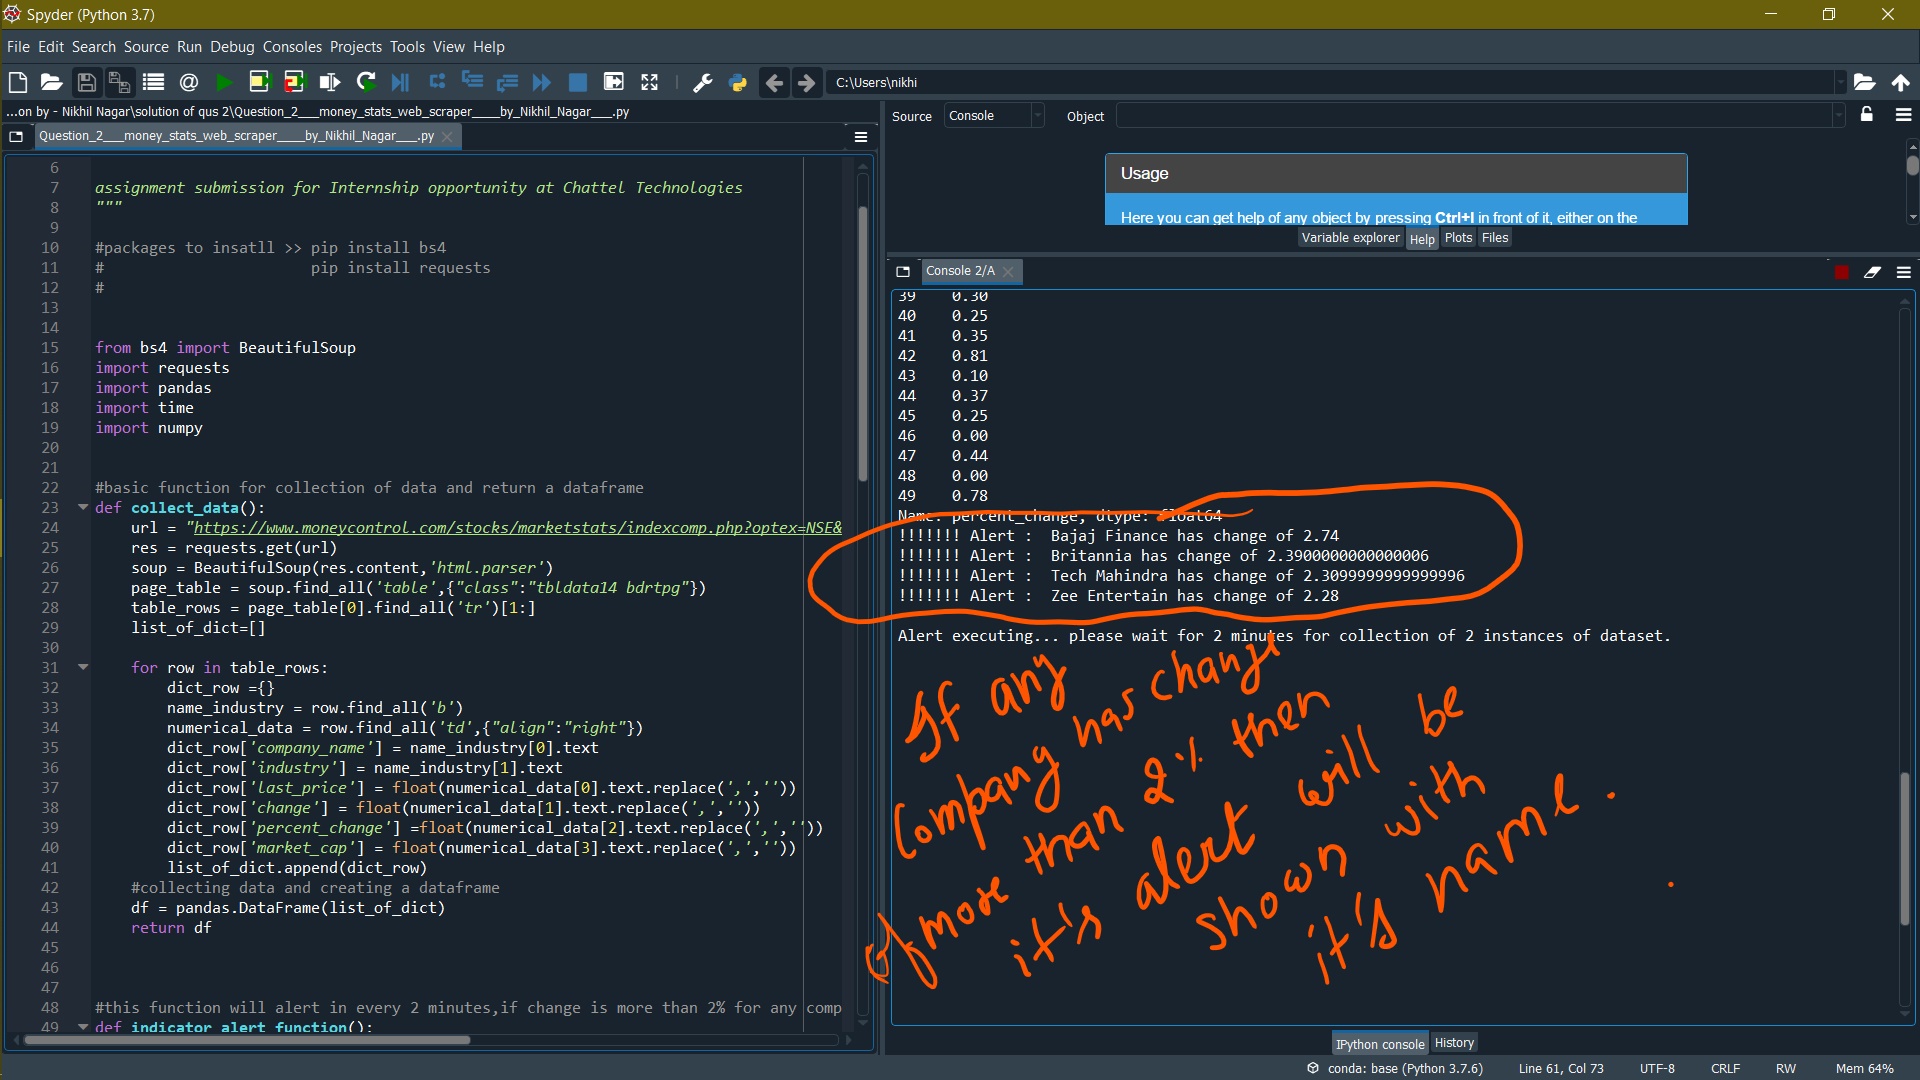 Spyder (Python 3.7)
File Edit Search Source Run Debug Consoles Projects Tools View Help
C:\Users\nikhi
...on by - Nikhil Nagar\solution of qus 2\Question_2___money_stats_web_scraper____by_Nikhil_Nagar___.py
Question_2___money_stats_web_scraper____by_Nikhil_Nagar___.py
6
7 assignment submission for Internship opportunity at Chattel Technologies
8 """
9
10 #packages to insatll >> pip install bs4
11 # pip install requests
12 #
13
14
15 from bs4 import BeautifulSoup
16 import requests
17 import pandas
18 import time
19 import numpy
20
21
22 #basic function for collection of data and return a dataframe
23 def collect_data():
24 url = "https://www.moneycontrol.com/stocks/marketstats/indexcomp.php?optex=NSE&
25 res = requests.get(url)
26 soup = BeautifulSoup(res.content,'html.parser')
27 page_table = soup.find_all('table',{"class":"tbldata14 bdrtpg"})
28 table_rows = page_table[0].find_all('tr')[1:]
29 list_of_dict=[]
30
31 for row in table_rows:
32 dict_row ={}
33 name_industry = row.find_all('b')
34 numerical_data = row.find_all('td',{"align":"right"})
35 dict_row['company_name'] = name_industry[0].text
36 dict_row['industry'] = name_industry[1].text
37 dict_row['last_price'] = float(numerical_data[0].text.replace(',',''))
38 dict_row['change'] = float(numerical_data[1].text.replace(',',''))
39 dict_row['percent_change'] =float(numerical_data[2].text.replace(',',''))
40 dict_row['market_cap'] = float(numerical_data[3].text.replace(',',''))
41 list_of_dict.append(dict_row)
42 #collecting data and creating a dataframe
43 df = pandas.DataFrame(list_of_dict)
44 return df
45
46
47
48 #this function will alert in every 2 minutes,if change is more than 2% for any comp
49 def indicator_alert_function():
Source Console Object
Usage
Here you can get help of any object by pressing Ctrl+I in front of it, either on the
Variable explorer Help Plots Files
Console 2/A
39 0.30
40 0.25
41 0.35
42 0.81
43 0.10
44 0.37
45 0.25
46 0.00
47 0.44
48 0.00
49 0.78
Name: percent_change, dtype: float64
!!!!!!! Alert : Bajaj Finance has change of 2.74
!!!!!!! Alert : Britannia has change of 2.3900000000000006
!!!!!!! Alert : Tech Mahindra has change of 2.3099999999999996
!!!!!!! Alert : Zee Entertain has change of 2.28
Alert executing... please wait for 2 minutes for collection of 2 instances of dataset.
If any
Company has change
of more than 2% then
it's alert will be
shown with
it's name.
IPython console History
conda: base (Python 3.7.6) Line 61, Col 73 UTF-8 CRLF RW Mem 64%